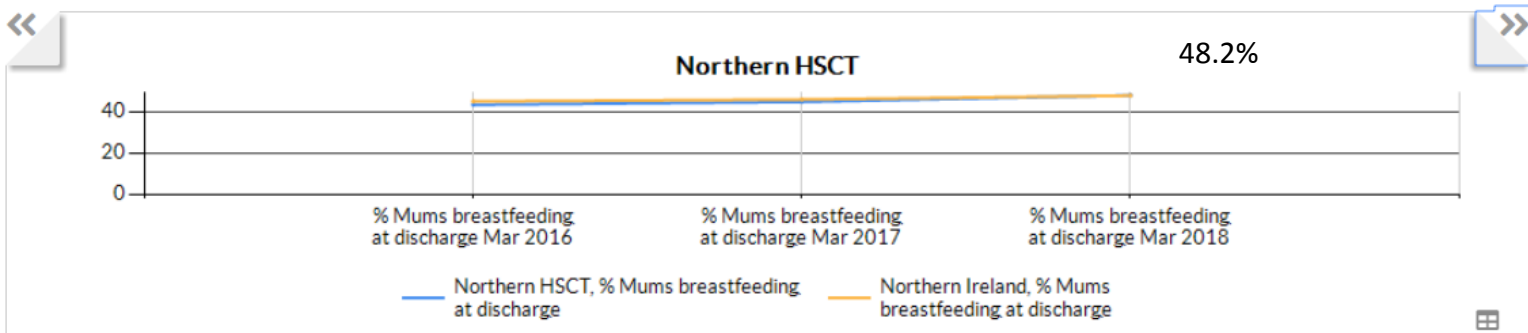 Northern HSCT
48.2%
40
20
0
% Mums breastfeeding
at discharge Mar 2016
% Mums breastfeeding
at discharge Mar 2017
% Mums breastfeeding
at discharge Mar 2018
Northern HSCT, % Mums breastfeeding
at discharge
Northern Ireland, % Mums
breastfeeding at discharge